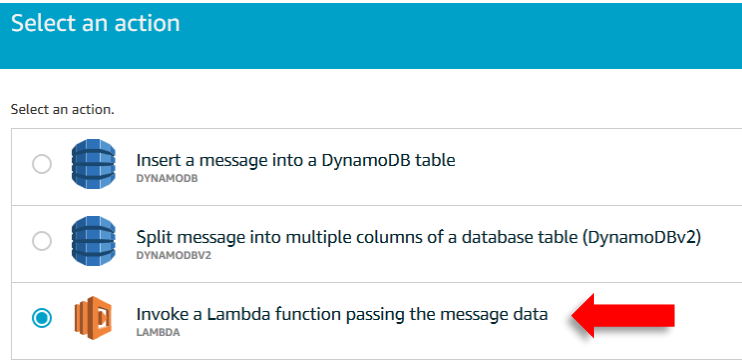 Select an action
Select an action.
Insert a message into a DynamoDB table
DYNAMODB
Split message into multiple columns of a database table (DynamoDBv2)
DYNAMODBV2
Invoke a Lambda function passing the message data
LAMBDA